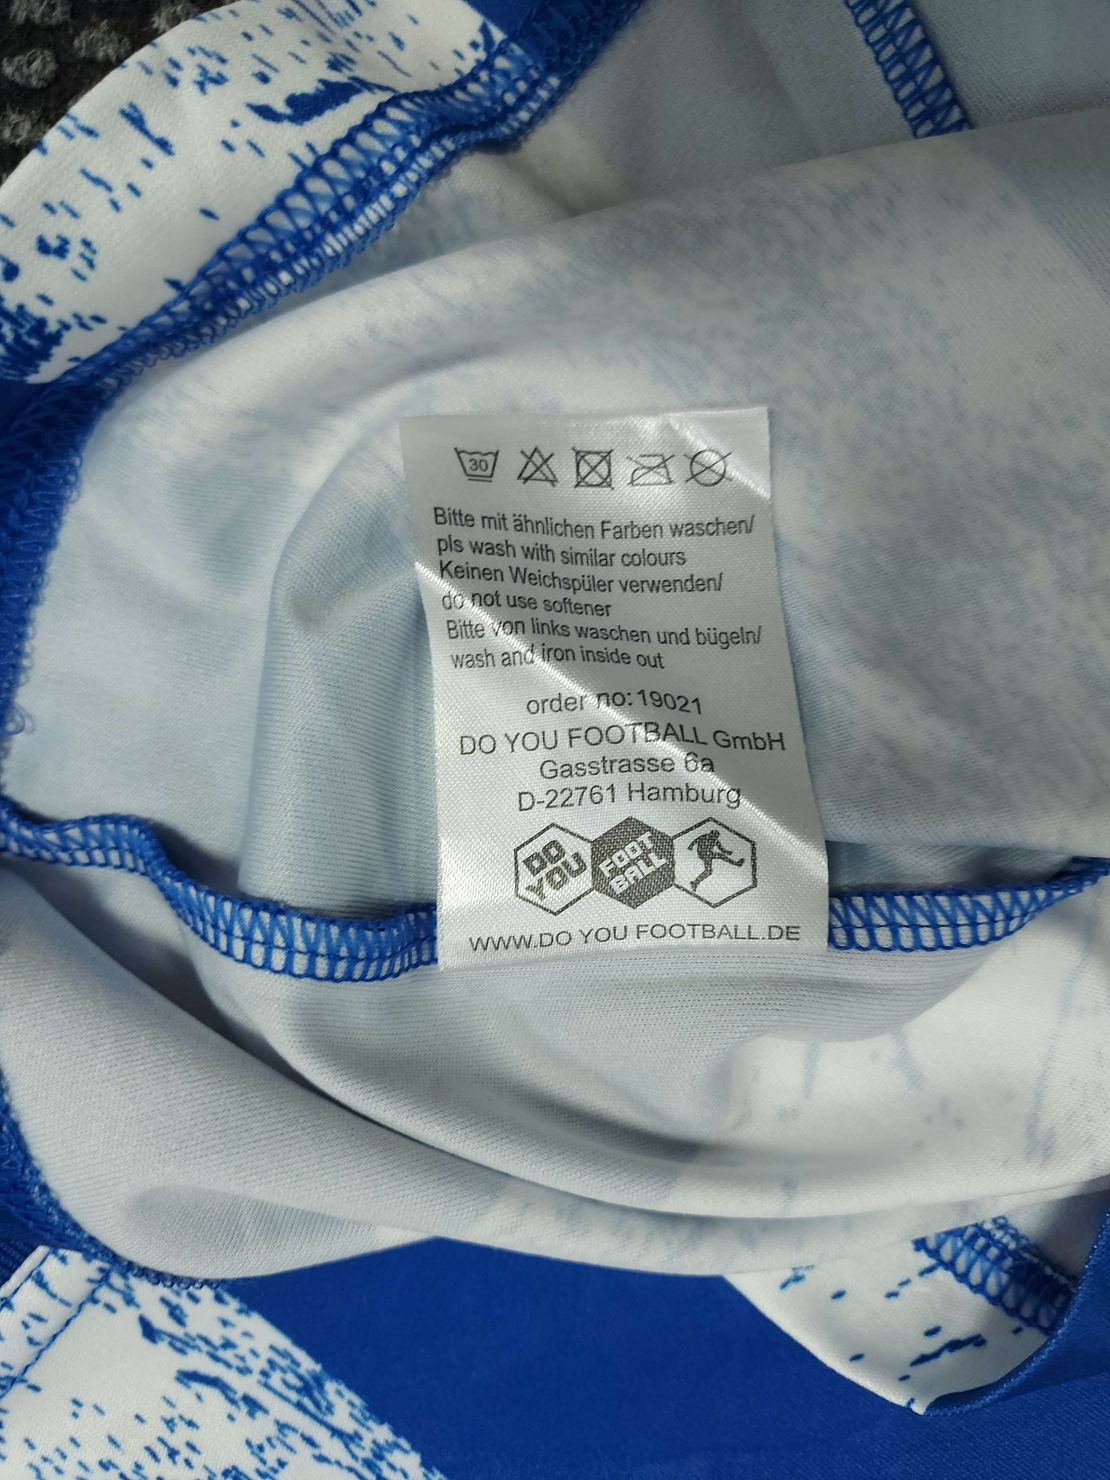 30
Bitte mit ähnlichen Farben waschen/
pls wash with similar colours
Keinen Weichspüler verwenden/
do not use softener
Bitte von links waschen und bügeln/
wash and iron inside out
order no: 19021
DO YOU FOOTBALL GmbH
Gasstrasse 6a
D-22761 Hamburg
DO YOU FOOT BALL
WWW.DO YOU FOOTBALL.DE